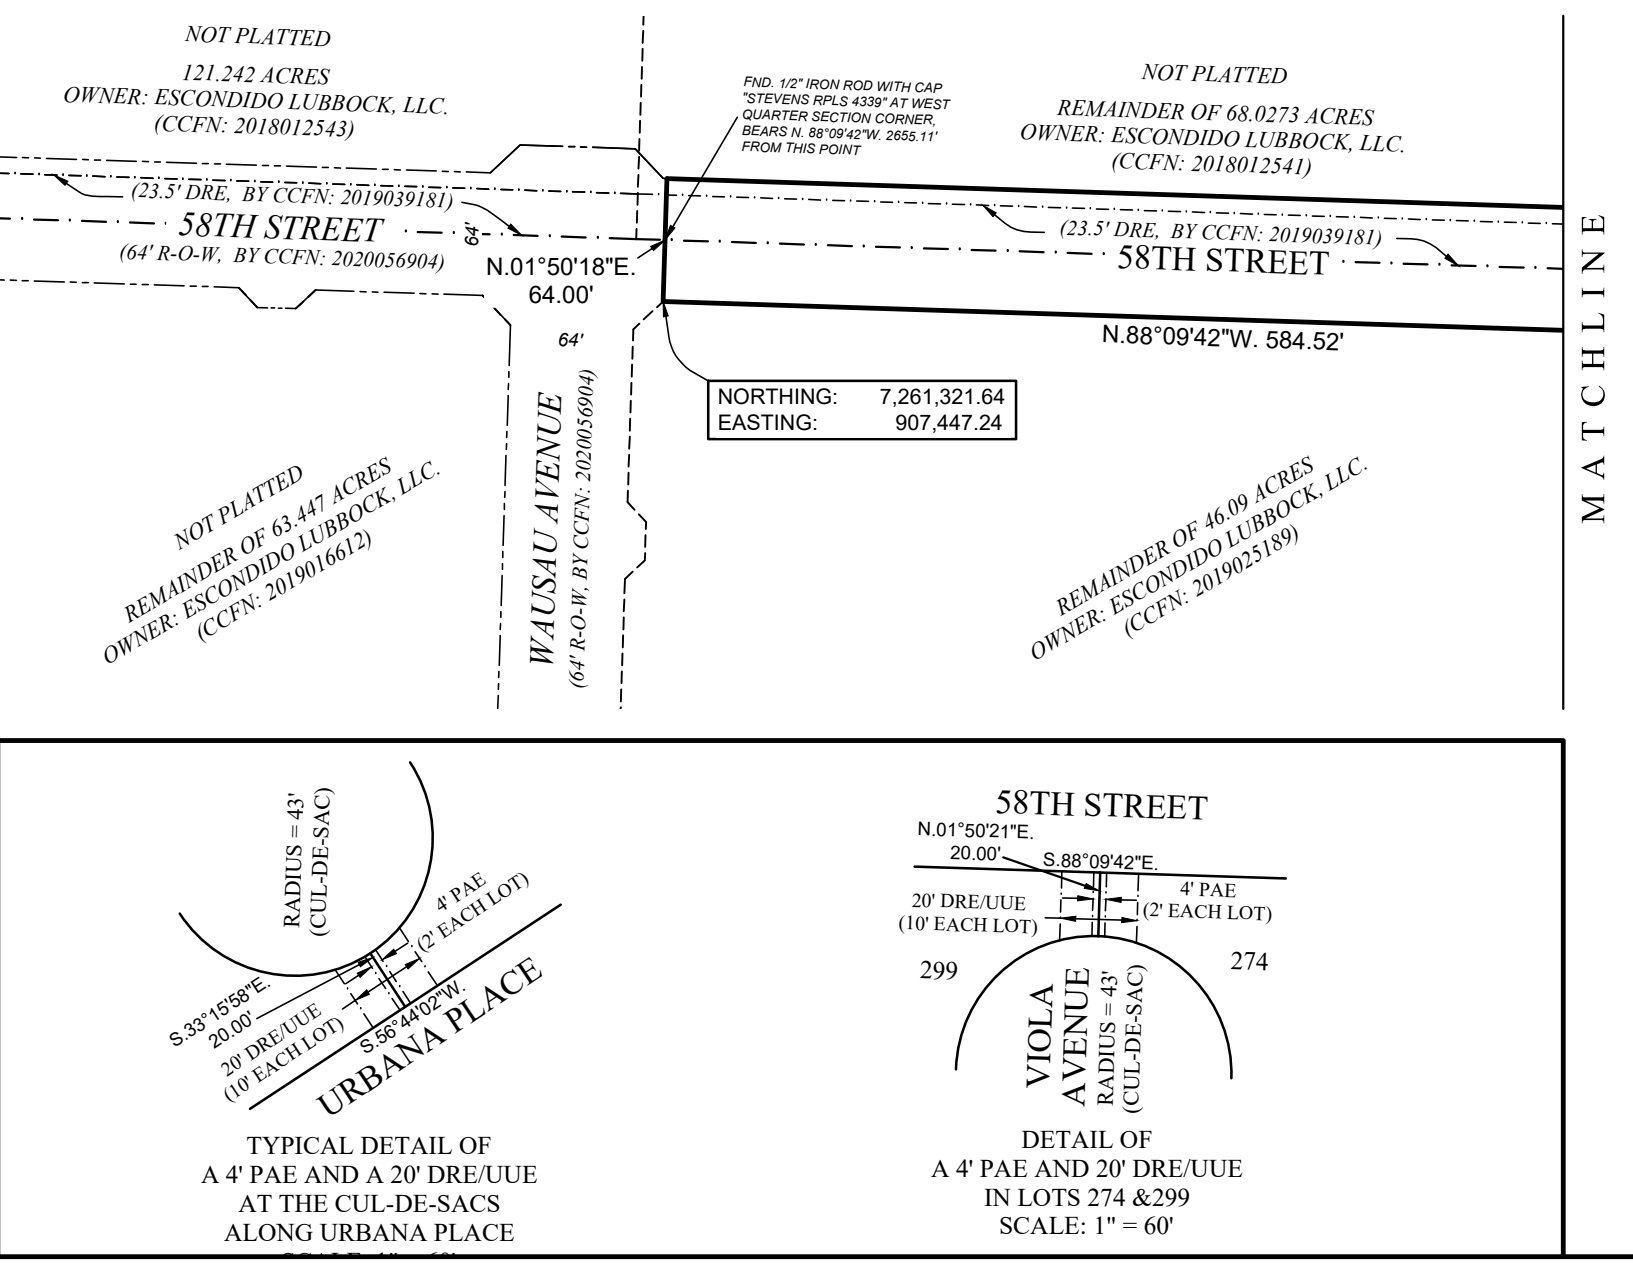 NOT PLATTED
121.242 ACRES
OWNER: ESCONDIDO LUBBOCK, LLC.
(CCFN: 2018012543)
FND. 1/2" IRON ROD WITH CAP
"STEVENS RPLS 4339" AT WEST
QUARTER SECTION CORNER,
BEARS N. 88°09'42"W. 2655.11'
FROM THIS POINT
NOT PLATTED
REMAINDER OF 68.0273 ACRES
OWNER: ESCONDIDO LUBBOCK, LLC.
(CCFN: 2018012541)
(23.5' DRE, BY CCFN: 2019039181)
58TH STREET
(64' R-O-W, BY CCFN: 2020056904)
64'
N.01°50'18"E.
64.00'
64'
(23.5' DRE, BY CCFN: 2019039181)
58TH STREET
N.88°09'42"W. 584.52'
MATCHLINE
NORTHING: 7,261,321.64
EASTING: 907,447.24
WAUSAU AVENUE
(64' R-O-W, BY CCFN: 2020056904)
NOT PLATTED
REMAINDER OF 63.447 ACRES
OWNER: ESCONDIDO LUBBOCK, LLC.
(CCFN: 2019016612)
REMAINDER OF 46.09 ACRES
OWNER: ESCONDIDO LUBBOCK, LLC.
(CCFN: 2019025189)
RADIUS = 43'
(CUL-DE-SAC)
4' PAE
(2' EACH LOT)
S.33°15'58"E.
20.00'
20' DRE/UUE
(10' EACH LOT)
S.56°44'02"W.
URBANA PLACE
TYPICAL DETAIL OF
A 4' PAE AND A 20' DRE/UUE
AT THE CUL-DE-SACS
ALONG URBANA PLACE
58TH STREET
N.01°50'21"E.
20.00'
S.88°09'42"E.
20' DRE/UUE
(10' EACH LOT)
4' PAE
(2' EACH LOT)
299
274
VIOLA
AVENUE
RADIUS = 43'
(CUL-DE-SAC)
DETAIL OF
A 4' PAE AND 20' DRE/UUE
IN LOTS 274 &299
SCALE: 1" = 60'